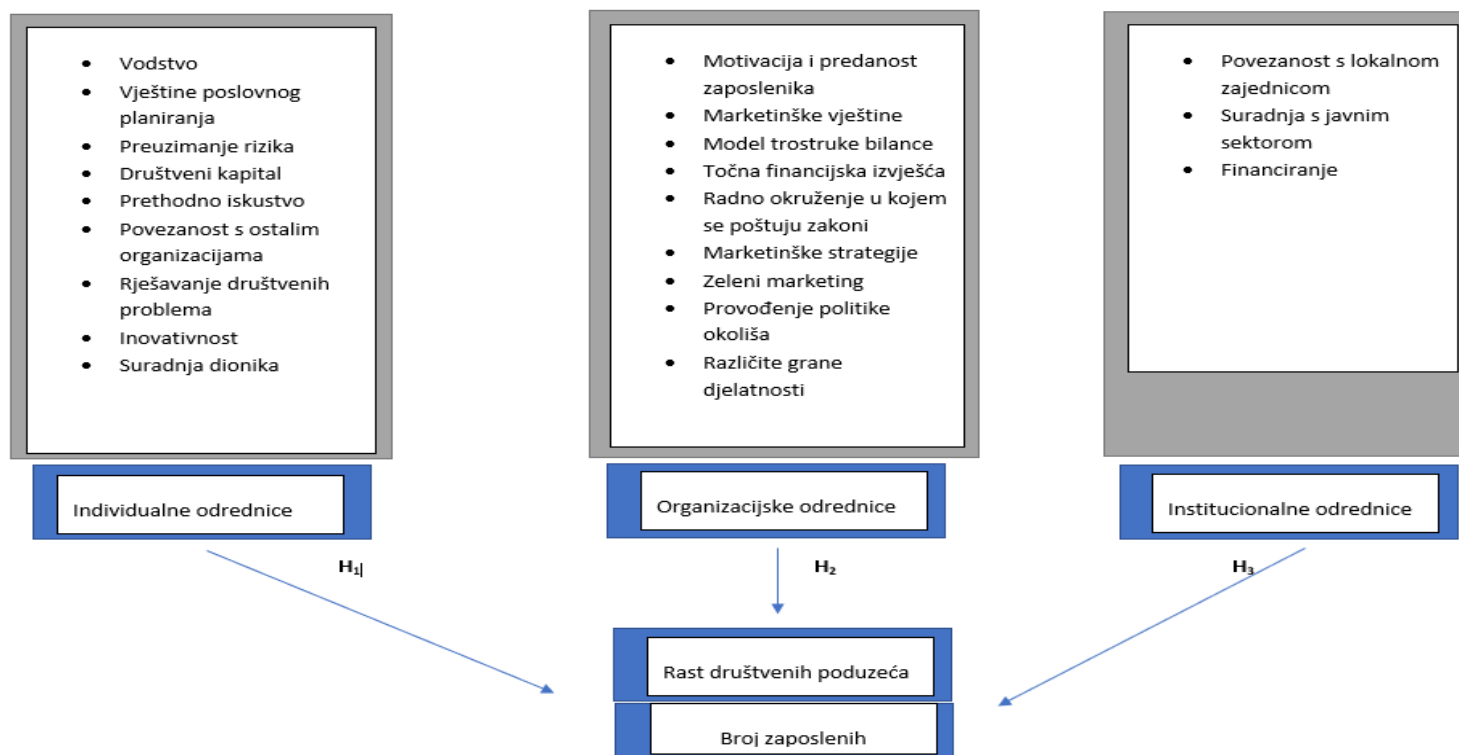 • Vodstvo
• Vještine poslovnog
planiranja
• Preuzimanje rizika
• Društveni kapital
• Prethodno iskustvo
• Povezanost s ostalim
organizacijama
• Rješavanje društvenih
problema
• Inovativnost
• Suradnja dionika
Individualne odrednice
• Motivacija i predanost
zaposlenika
• Marketinške vještine
• Model trostruke bilance
• Točna financijska izvješća
• Radno okruženje u kojem
se poštuju zakoni
• Marketinške strategije
• Zeleni marketing
• Provođenje politike
okoliša
• Različite grane
djelatnosti
Organizacijske odrednice
• Povezanost s lokalnom
zajednicom
• Suradnja s javnim
sektorom
• Financiranje
Institucionalne odrednice
H₁
H₂
H₃
Rast društvenih poduzeća
Broj zaposlenih